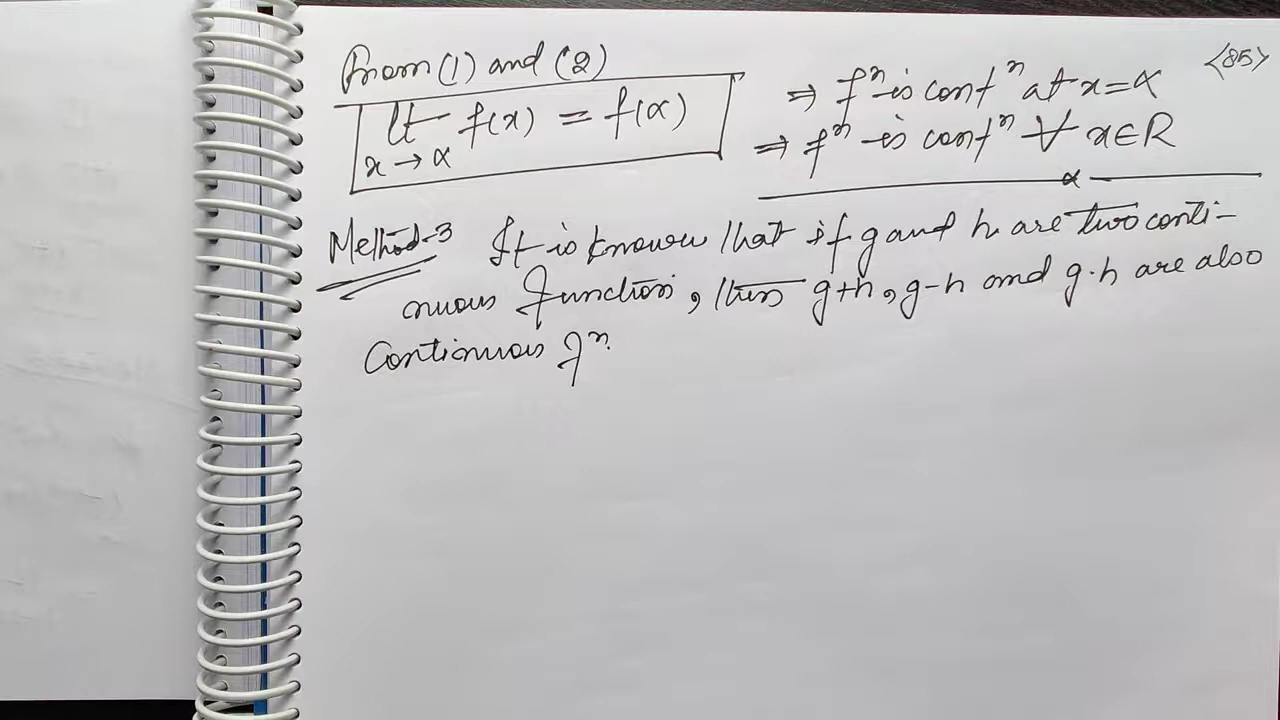 <85>
From (1) and (2)
lt f(x) = f(α)
x → α
⇒ fⁿ is contⁿ at x = α
⇒ fⁿ is contⁿ ∀ x∈R
Method-3 It is known that if g and h are two conti-
nuous function, then g+h, g-h and g.h are also
Continuous fⁿ.